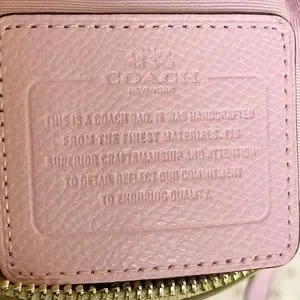 COACH
NEW YORK
THIS IS A COACH BAG. IT WAS HANDCRAFTED
FROM THE FINEST MATERIALS. ITS
SUPERIOR CRAFTSMANSHIP AND ATTENTION
TO DETAIL REFLECT OUR COMMITMENT
TO ENDURING QUALITY.